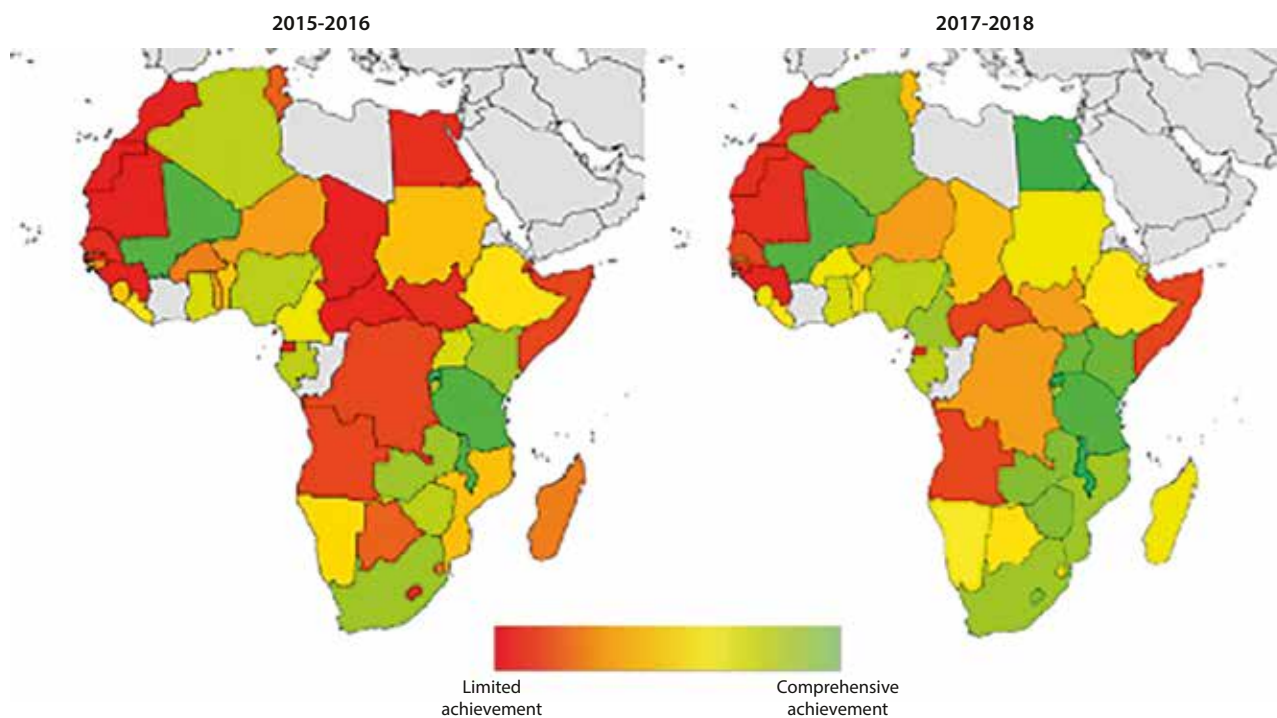 2015-2016
2017-2018
Limited
achievement
Comprehensive
achievement